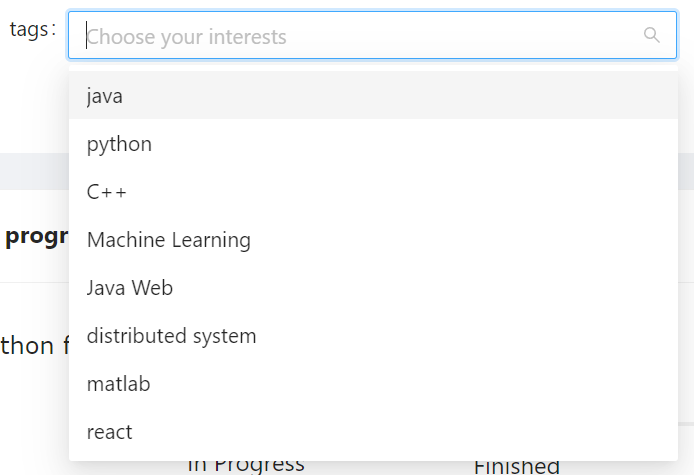 tags:
Choose your interests
java
python
C++
Machine Learning
progr
Java Web
distributed system
thon f
matlab
react
In Progress
Finished